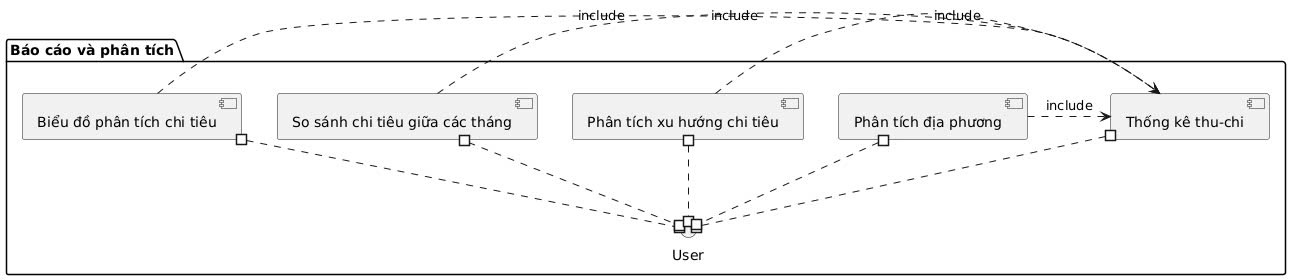 include
include
include
Báo cáo và phân tích
include
Biểu đồ phân tích chi tiêu
So sánh chi tiêu giữa các tháng
Phân tích xu hướng chi tiêu
Phân tích địa phương
Thống kê thu-chi
User